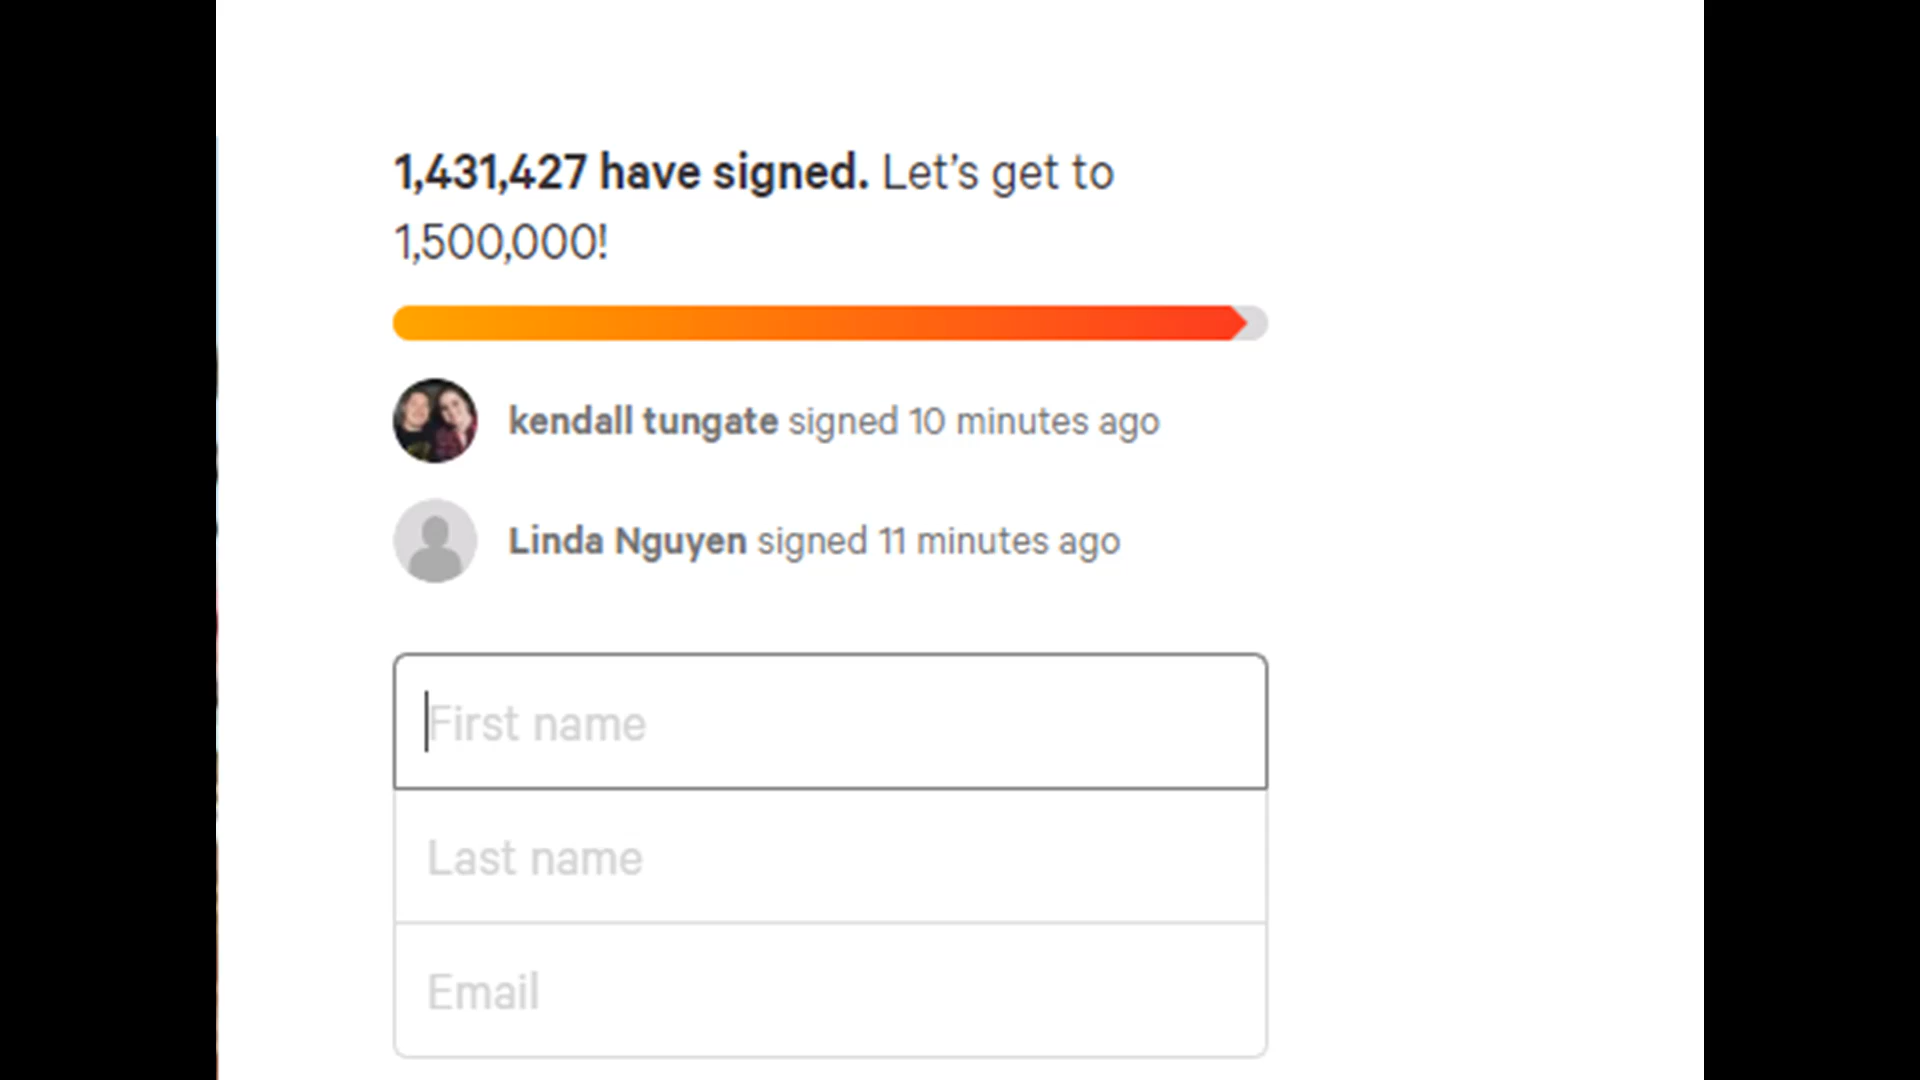 1,431,427 have signed. Let's get to
1,500,000!
kendall tungate signed 10 minutes ago
Linda Nguyen signed 11 minutes ago
First name
Last name
Email